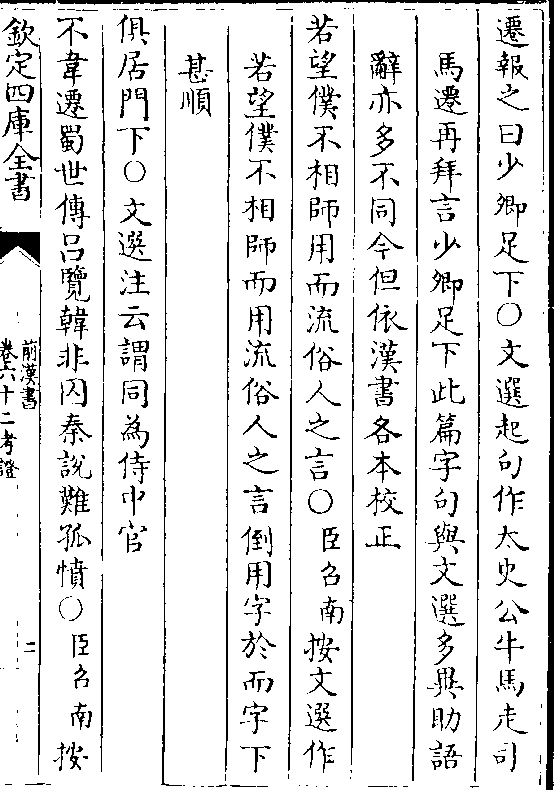 遷報之曰少卿足下○文選起句作太史公牛馬走司
馬遷再拜言少卿足下此篇字句與文選多異助語
辭亦多不同今但依漢書各本校正
若望僕不相師用而流俗人之言○臣召南按文選作
若望僕不相師而用流俗人之言倒用字於而字下
甚順
俱居門下○文選注云謂同為侍中官
不韋遷蜀世傳呂覽韓非囚秦說難孤憤○臣召南按
欽定四庫全書
前漢書
卷六十二考證
二